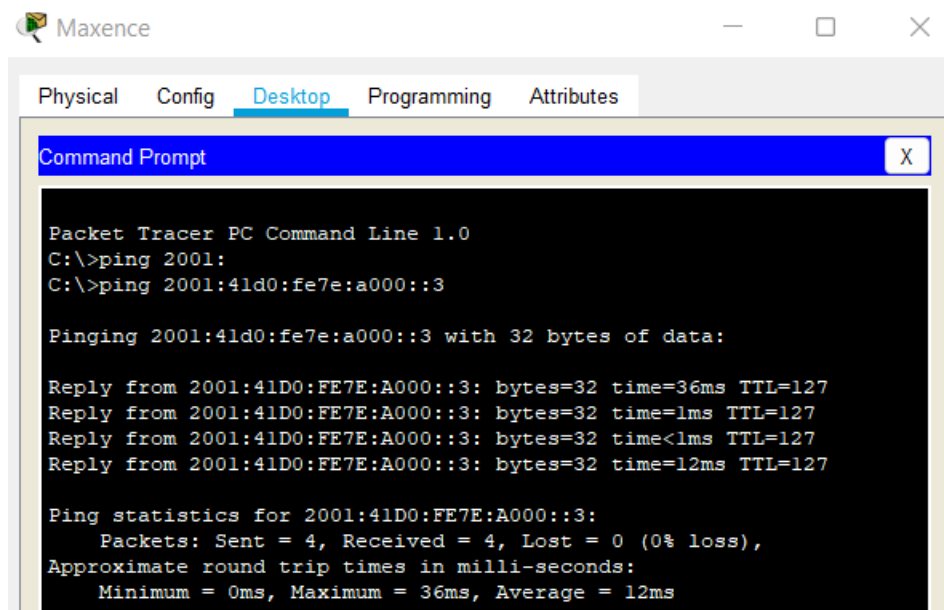 Maxence
Physical Config Desktop Programming Attributes
Command Prompt X
Packet Tracer PC Command Line 1.0
C:\>ping 2001:
C:\>ping 2001:41d0:fe7e:a000::3
Pinging 2001:41d0:fe7e:a000::3 with 32 bytes of data:
Reply from 2001:41D0:FE7E:A000::3: bytes=32 time=36ms TTL=127
Reply from 2001:41D0:FE7E:A000::3: bytes=32 time=1ms TTL=127
Reply from 2001:41D0:FE7E:A000::3: bytes=32 time<1ms TTL=127
Reply from 2001:41D0:FE7E:A000::3: bytes=32 time=12ms TTL=127
Ping statistics for 2001:41D0:FE7E:A000::3:
Packets: Sent = 4, Received = 4, Lost = 0 (0% loss),
Approximate round trip times in milli-seconds:
Minimum = 0ms, Maximum = 36ms, Average = 12ms